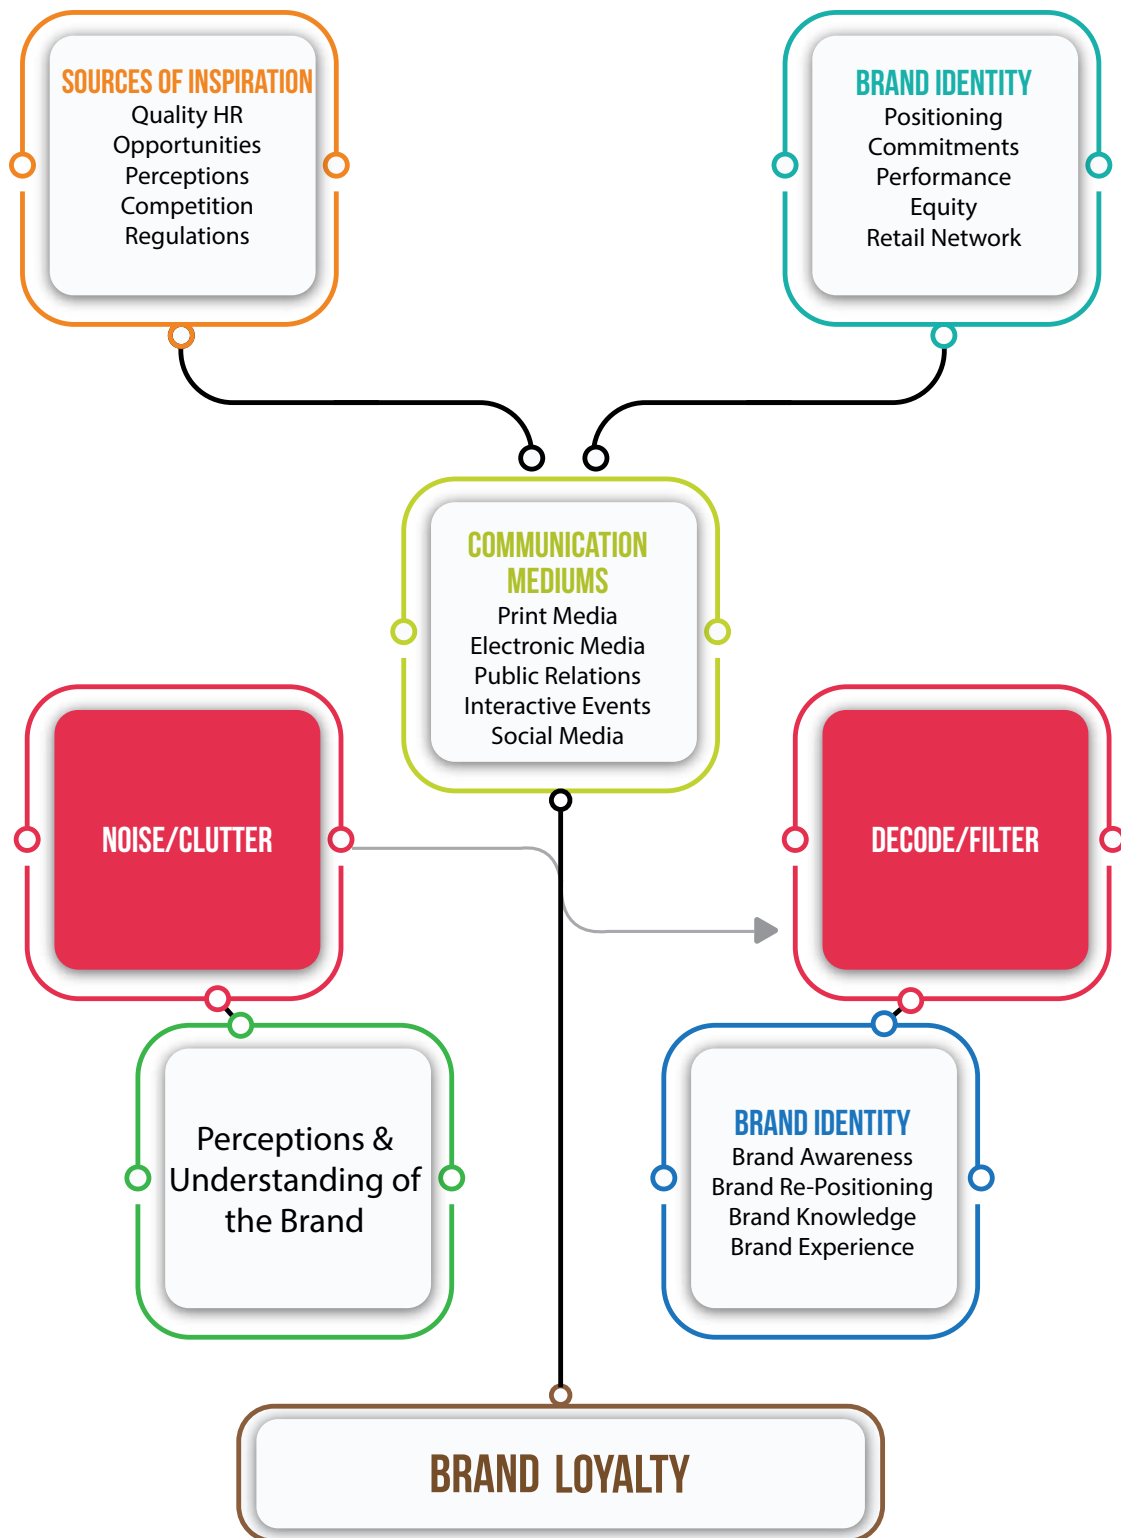 SOURCES OF INSPIRATION
Quality HR
Opportunities
Perceptions
Competition
Regulations
BRAND IDENTITY
Positioning
Commitments
Performance
Equity
Retail Network
COMMUNICATION
MEDIUMS
Print Media
Electronic Media
Public Relations
Interactive Events
Social Media
NOISE/CLUTTER
DECODE/FILTER
Perceptions &
Understanding of
the Brand
BRAND IDENTITY
Brand Awareness
Brand Re-Positioning
Brand Knowledge
Brand Experience
BRAND LOYALTY